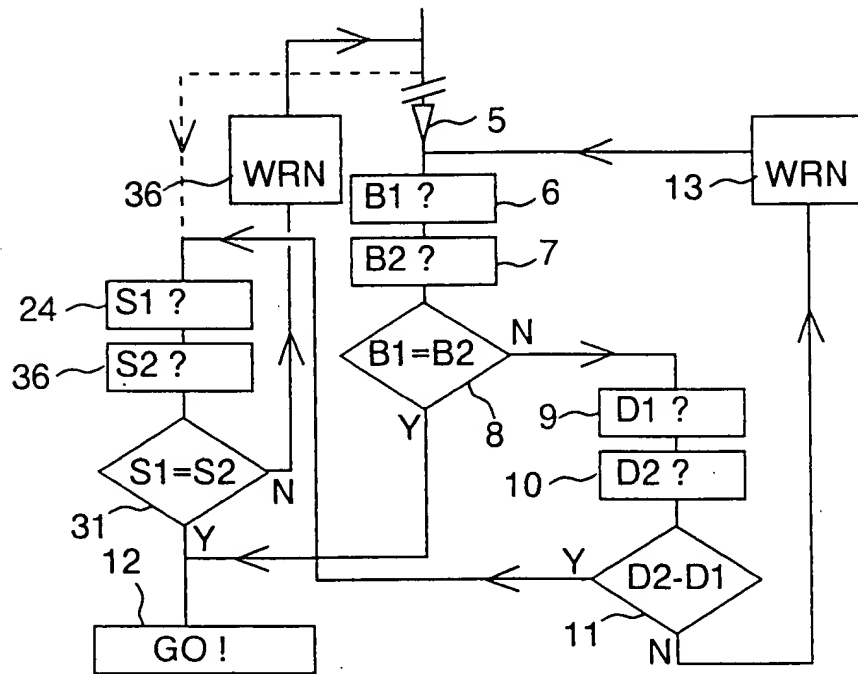 5
WRN
36
WRN
13
B1 ?
6
B2 ?
7
S1 ?
24
S2 ?
36
B1=B2
N
Y
8
D1 ?
9
D2 ?
10
S1=S2
N
31
Y
12
Y
D2-D1
11
N
GO !